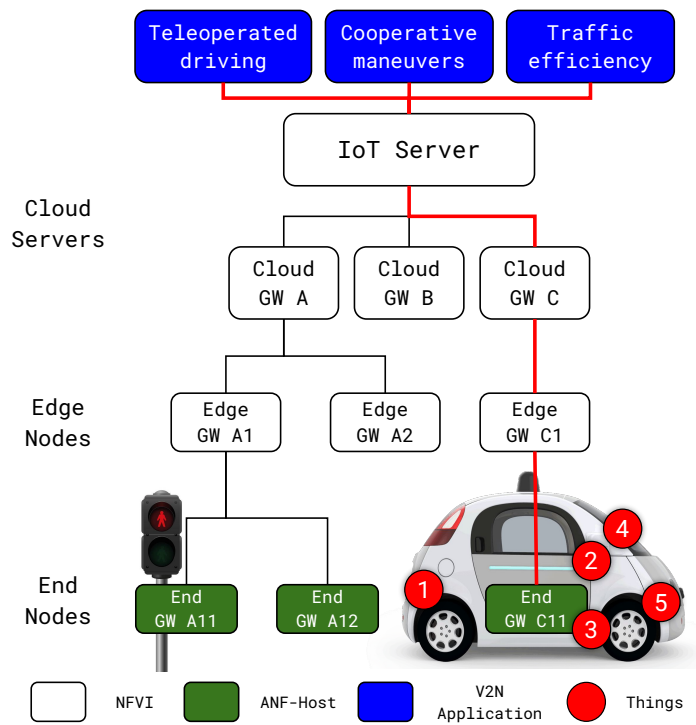 Teleoperated
driving
Cooperative
maneuvers
Traffic
efficiency
IoT Server
Cloud
Servers
Cloud
GW A
Cloud
GW B
Cloud
GW C
Edge
Nodes
Edge
GW A1
Edge
GW A2
Edge
GW C1
4
2
1
5
3
End
Nodes
End
GW A11
End
GW A12
End
GW C11
NFVI
ANF-Host
V2N
Application
Things